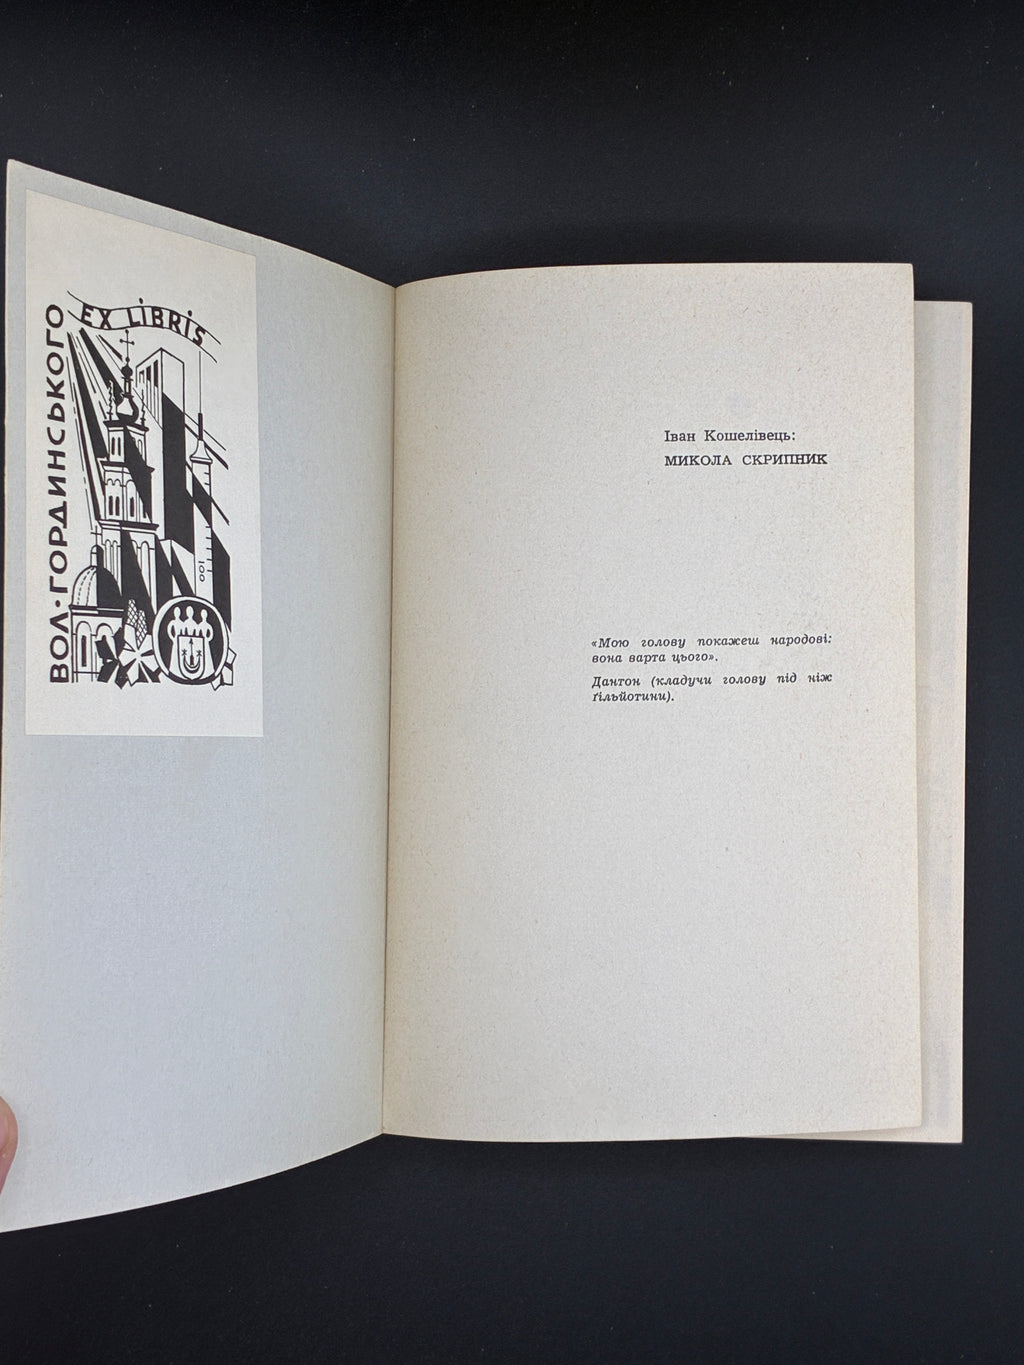 EX LIBRIS
ВОЛ·ГОРДИНСЬКОГО
100
Іван Кошелівець:
МИКОЛА СКРИПНИК
«Мою голову покажеш народові:
вона варта цього».
Дантон (кладучи голову під ніж
ґільйотини).